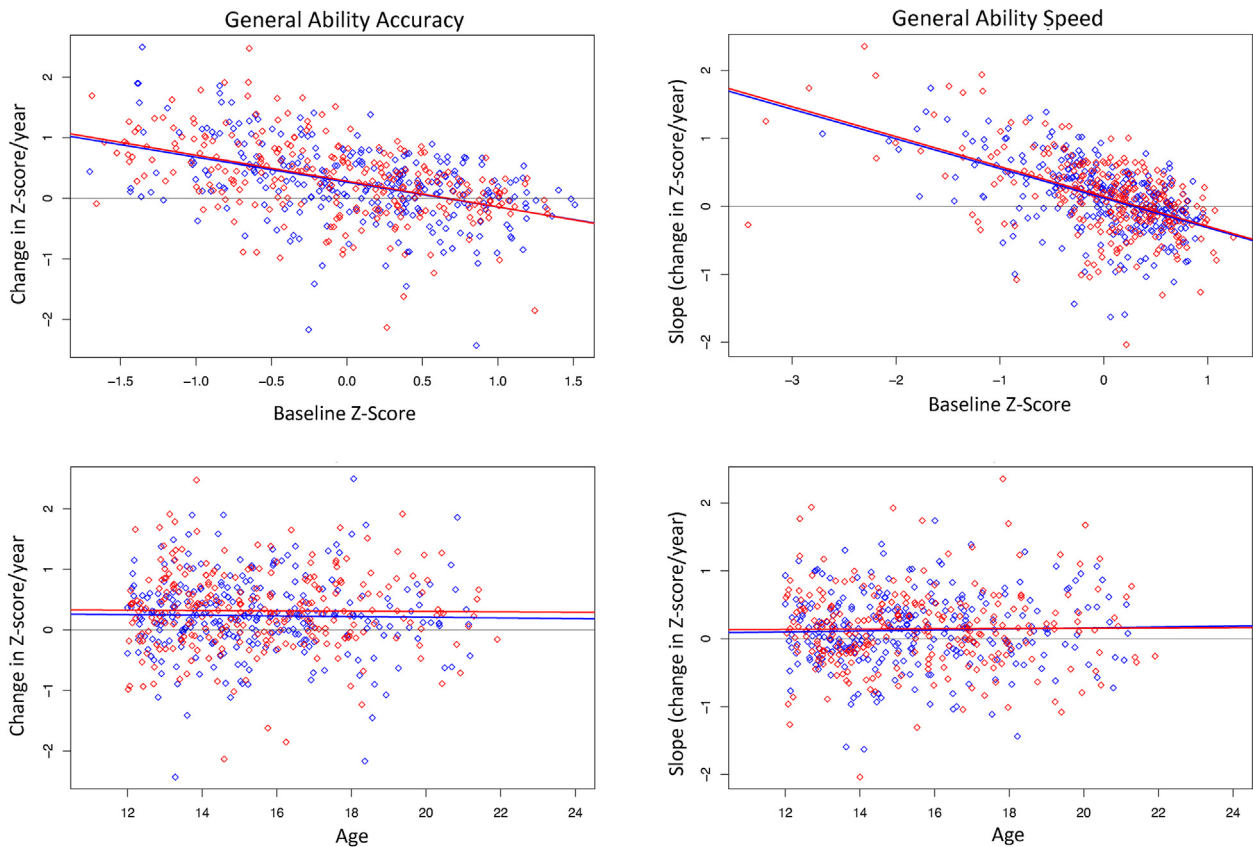 General Ability Accuracy
General Ability Speed
Change in Z-score/year
2
1
0
-1
-2
-1.5 -1.0 -0.5 0.0 0.5 1.0 1.5
Baseline Z-Score
Slope (change in Z-score/year)
2
1
0
-1
-2
-3 -2 -1 0 1
Baseline Z-Score
Change in Z-score/year
2
1
0
-1
-2
12 14 16 18 20 22 24
Age
Slope (change in Z-score/year)
2
1
0
-1
-2
12 14 16 18 20 22 24
Age